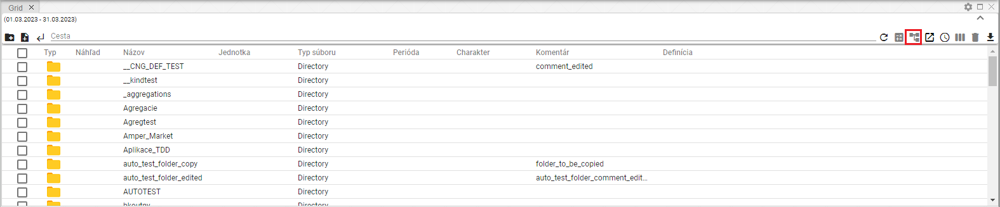 Grid
(01.03.2023 - 31.03.2023)
Cesta
Typ Náhľad Názov Jednotka Typ súboru Perióda Charakter Komentár Definícia
__CNG_DEF_TEST Directory comment_edited
__kindtest Directory
_aggregations Directory
Agregacie Directory
Agregtest Directory
Amper_Market Directory
Aplikace_TDD Directory
auto_test_folder_copy Directory folder_to_be_copied
auto_test_folder_edited Directory auto_test_folder_comment_edit...
AUTOTEST Directory
bkoutny Directory